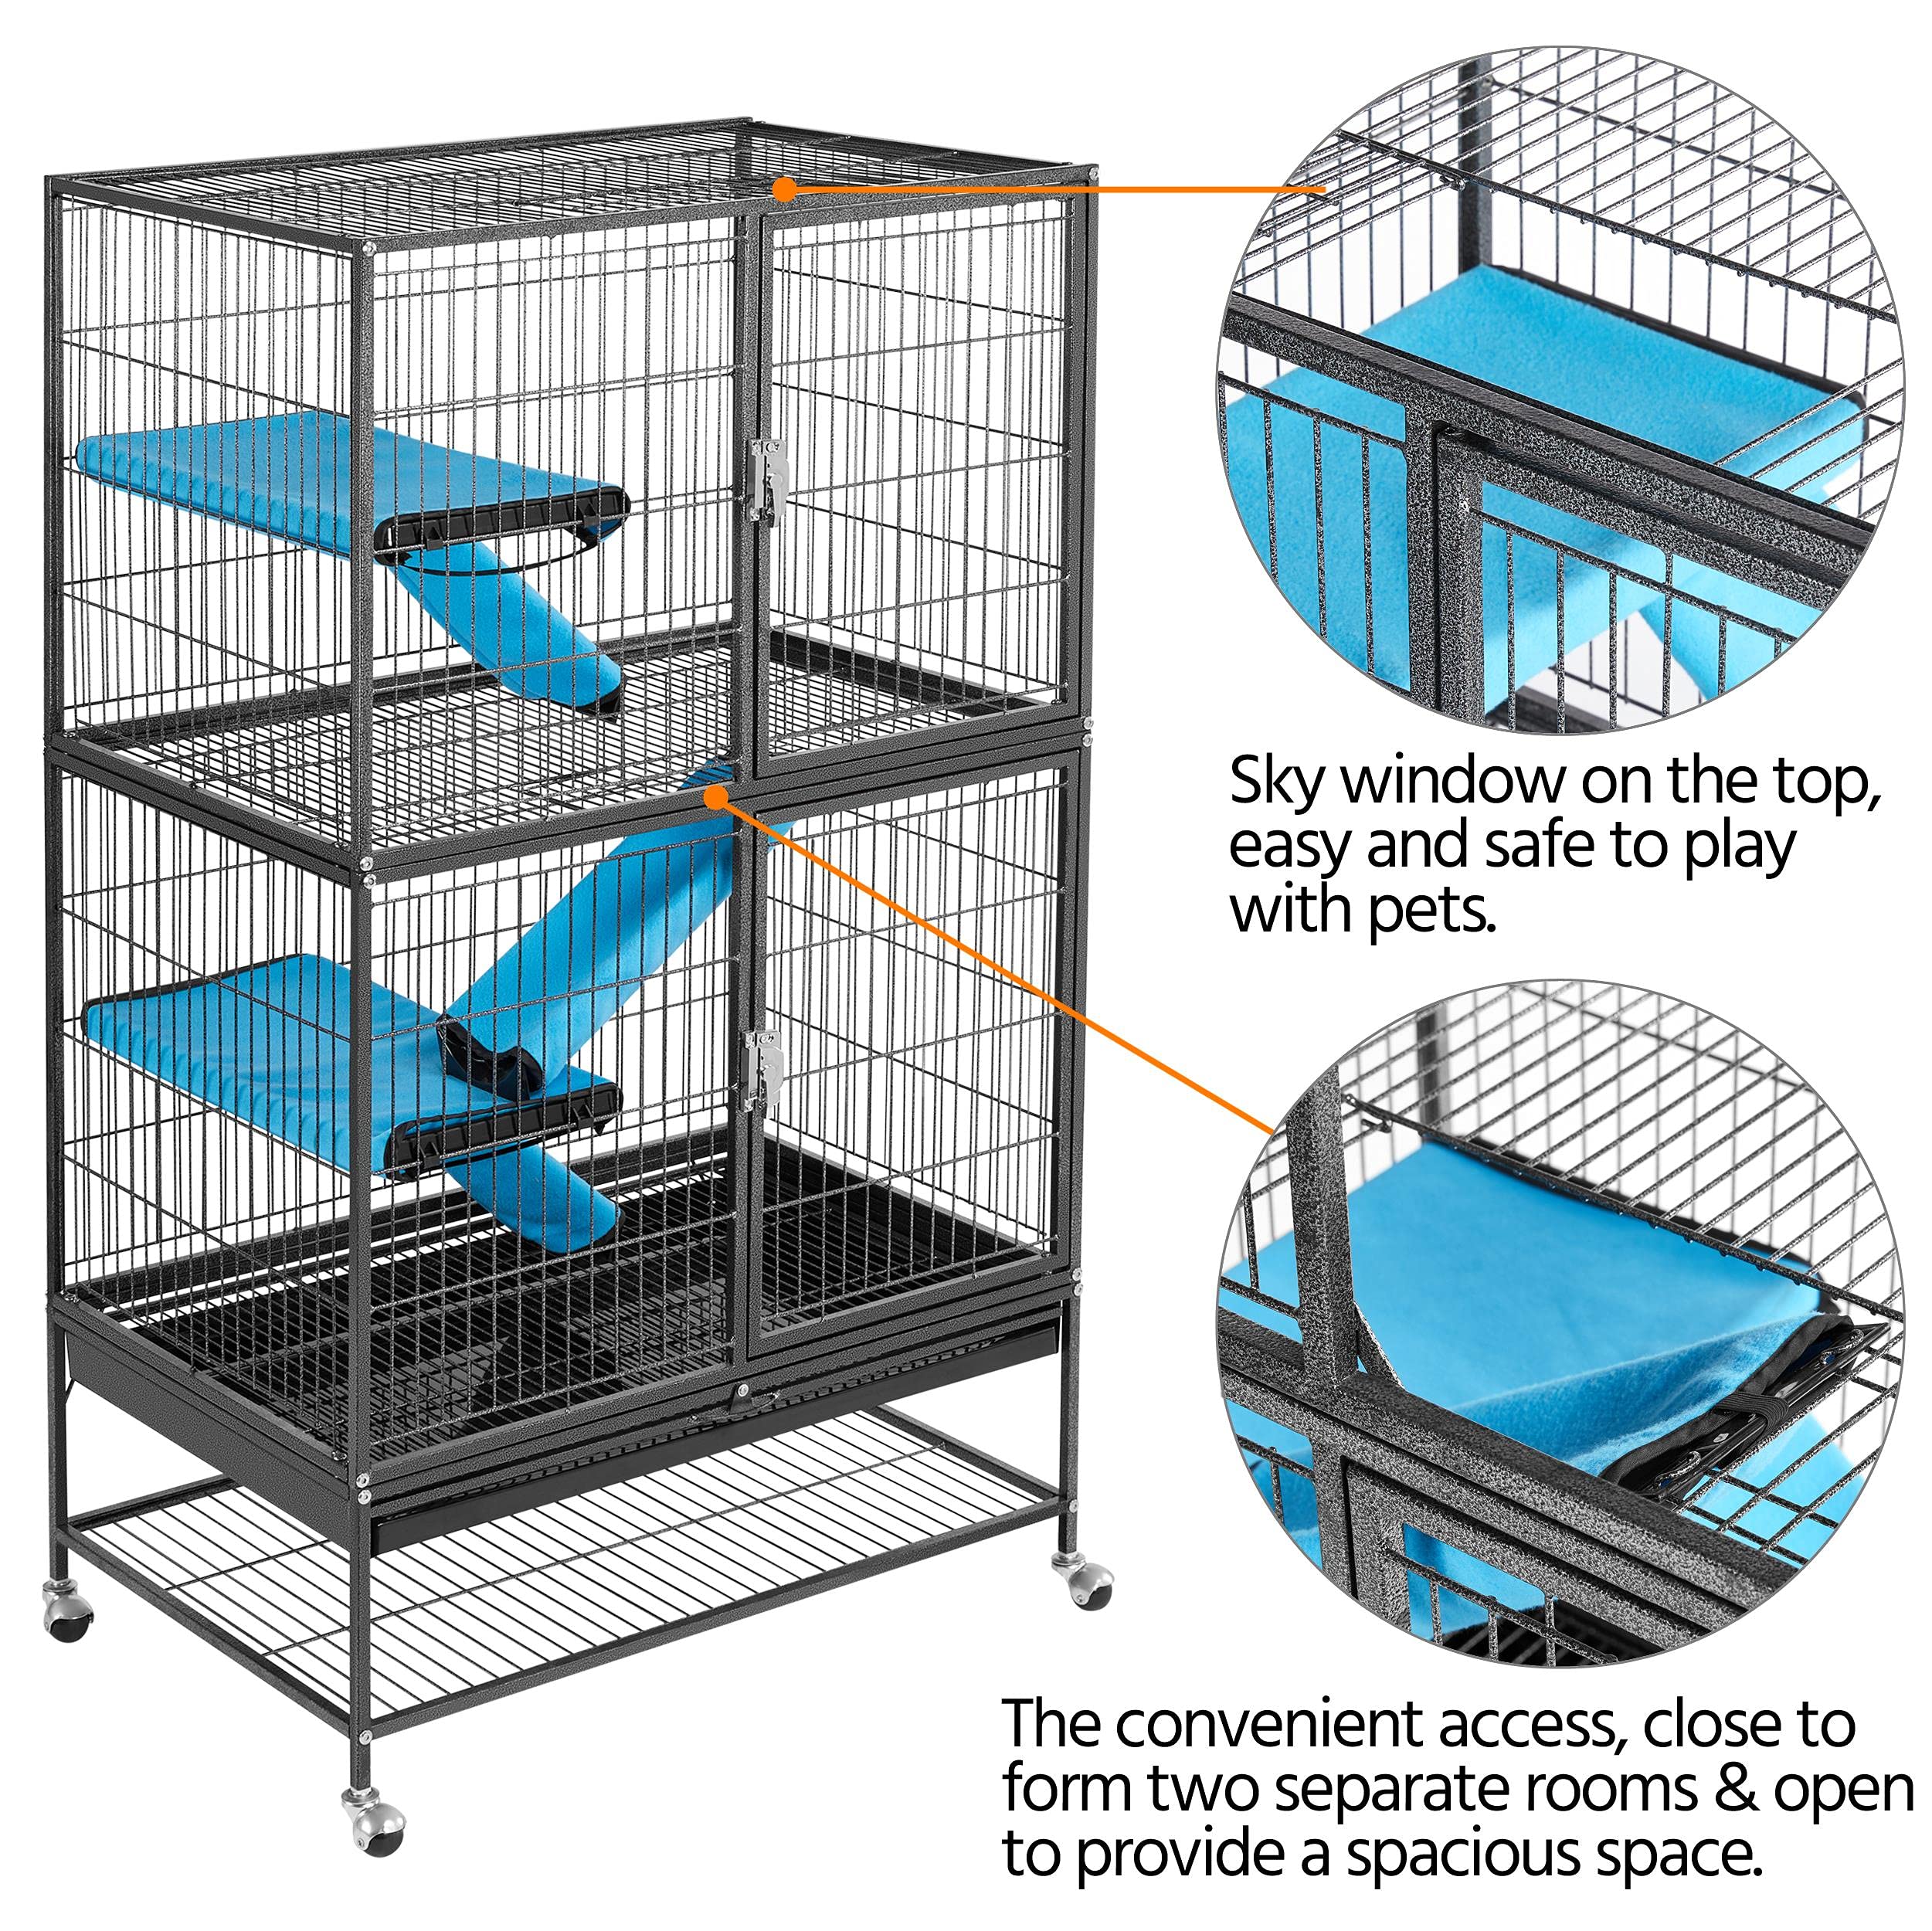 Sky window on the top,
easy and safe to play
with pets.
The convenient access, close to
form two separate rooms & open
to provide a spacious space.